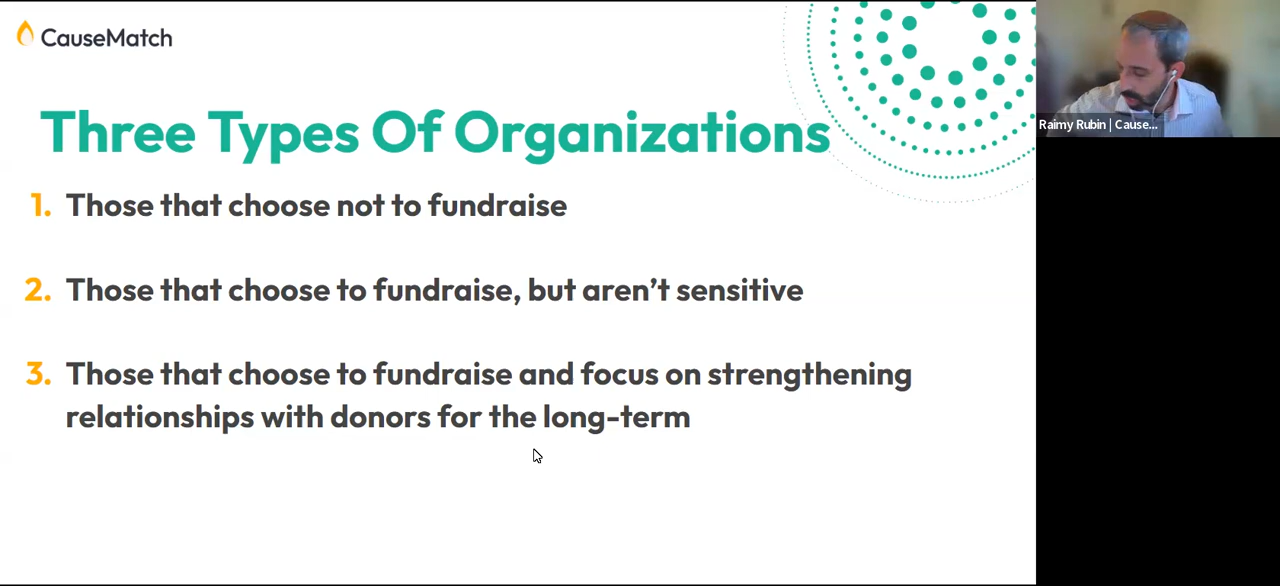 CauseMatch
Three Types Of Organizations
1. Those that choose not to fundraise
2. Those that choose to fundraise, but aren’t sensitive
3. Those that choose to fundraise and focus on strengthening
relationships with donors for the long-term
Raimy Rubin | Cause...